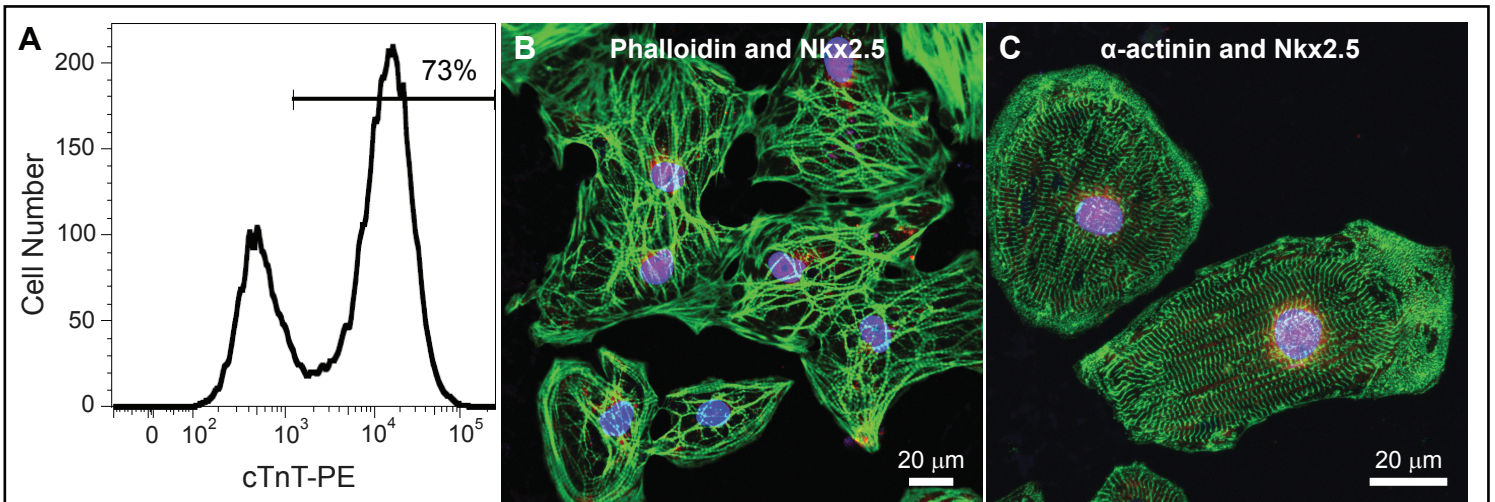 A
200
150
100
50
0
Cell Number
73%
0 10² 10³ 10⁴ 10⁵
cTnT-PE
B
Phalloidin and Nkx2.5
20 μm
C
α-actinin and Nkx2.5
20 μm